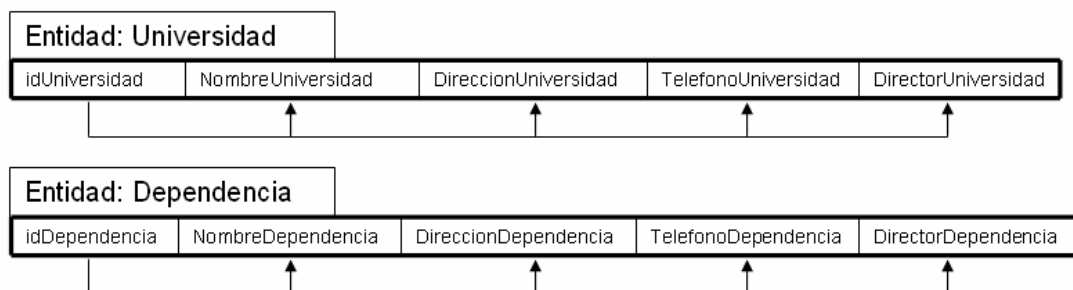 Entidad: Universidad
idUniversidad NombreUniversidad DireccionUniversidad TelefonoUniversidad DirectorUniversidad
Entidad: Dependencia
idDependencia NombreDependencia DireccionDependencia TelefonoDependencia DirectorDependencia